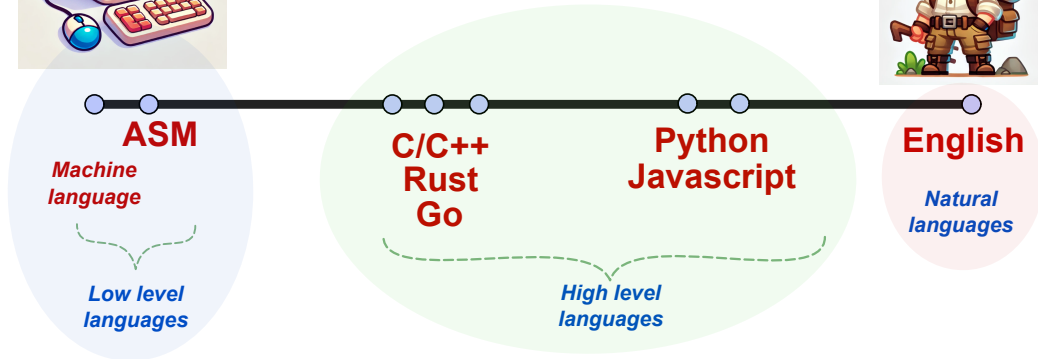 ASM
Machine
language
Low level
languages
C/C++
Rust
Go
Python
Javascript
High level
languages
English
Natural
languages